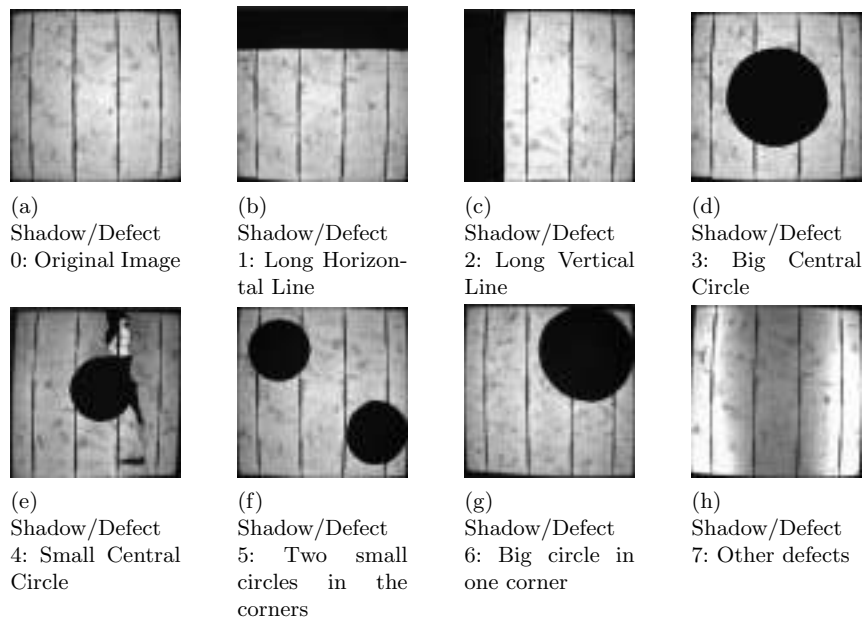 (a)
Shadow/Defect
0: Original Image
(b)
Shadow/Defect
1: Long Horizon-
tal Line
(c)
Shadow/Defect
2: Long Vertical
Line
(d)
Shadow/Defect
3: Big Central
Circle
(e)
Shadow/Defect
4: Small Central
Circle
(f)
Shadow/Defect
5: Two small
circles in the
corners
(g)
Shadow/Defect
6: Big circle in
one corner
(h)
Shadow/Defect
7: Other defects